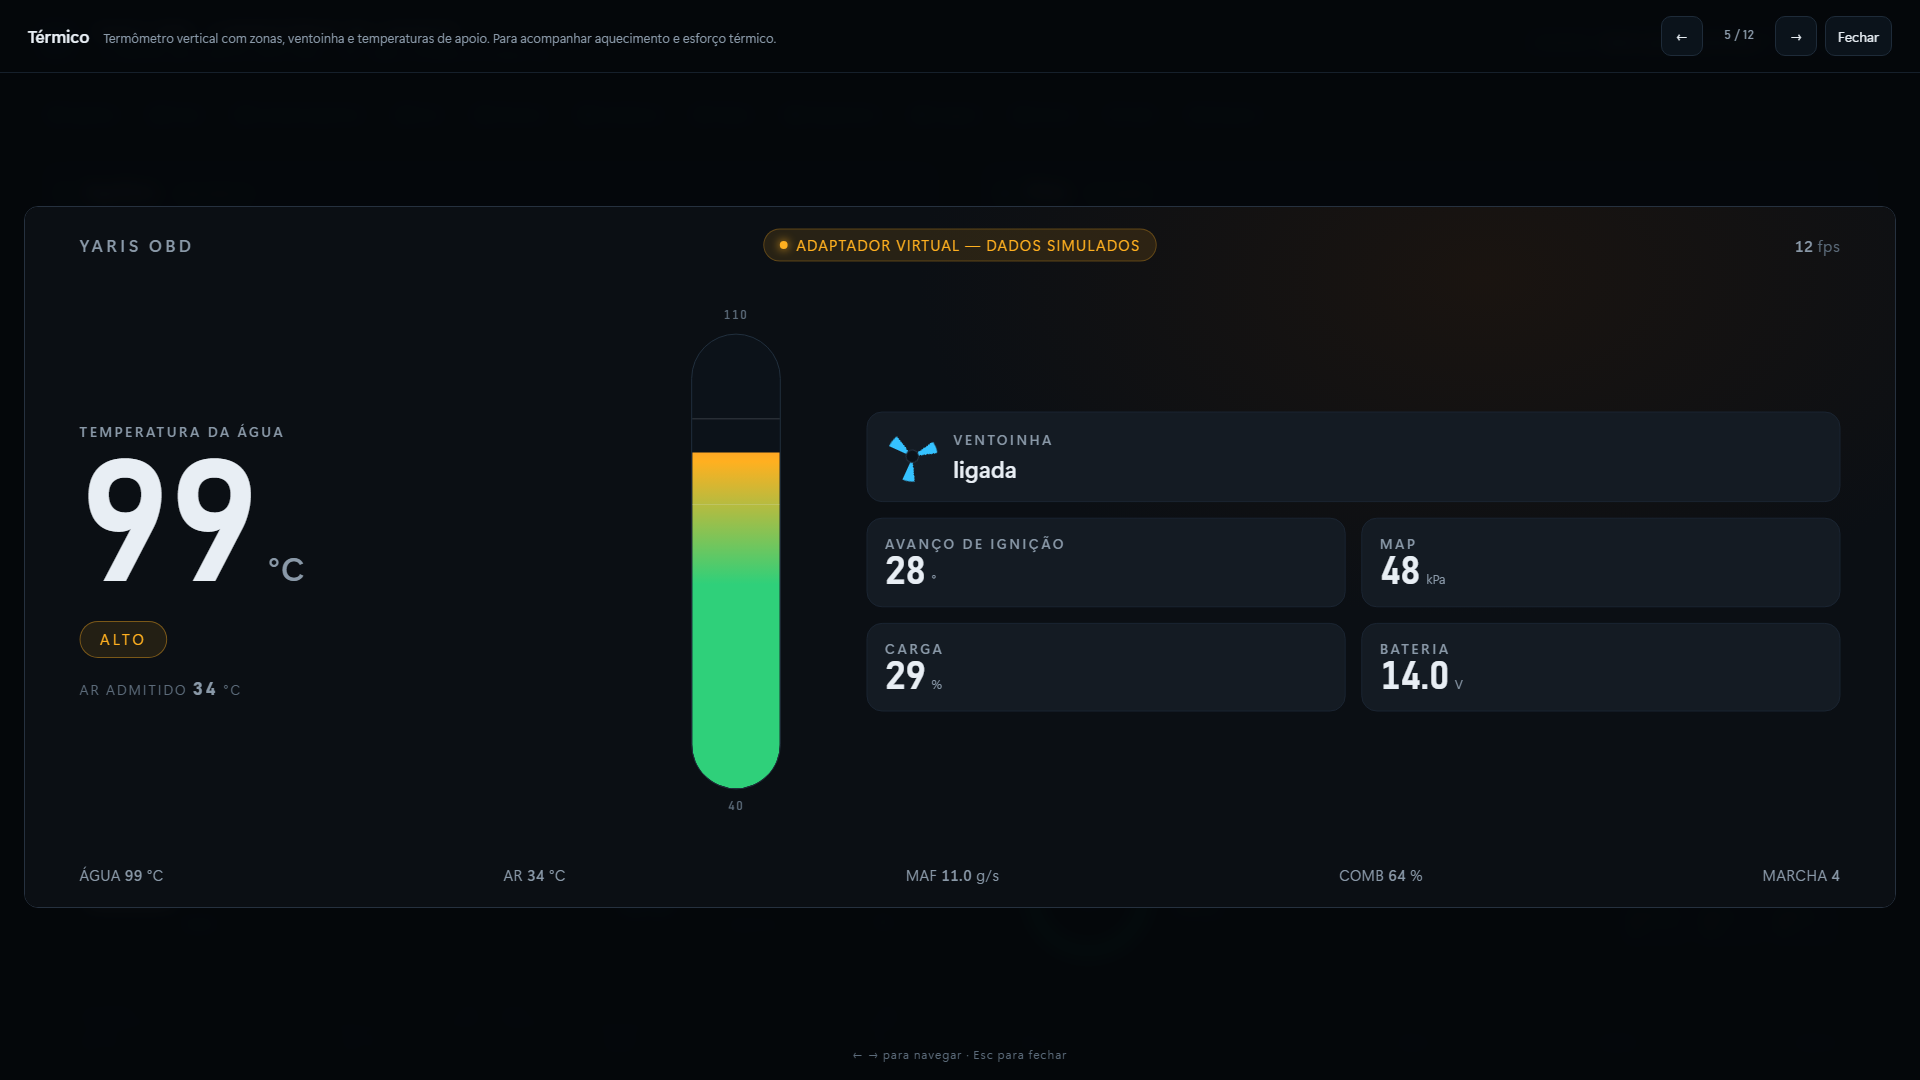 Térmico
Termômetro vertical com zonas, ventoinha e temperaturas de apoio. Para acompanhar aquecimento e esforço térmico.
←
5 / 12
→
Fechar
YARIS OBD
ADAPTADOR VIRTUAL — DADOS SIMULADOS
12 fps
TEMPERATURA DA ÁGUA
99 °C
ALTO
AR ADMITIDO 34 °C
110
40
VENTOINHA
ligada
AVANÇO DE IGNIÇÃO
28 °
MAP
48 kPa
CARGA
29 %
BATERIA
14.0 V
ÁGUA 99 °C
AR 34 °C
MAF 11.0 g/s
COMB 64 %
MARCHA 4
← → para navegar · Esc para fechar